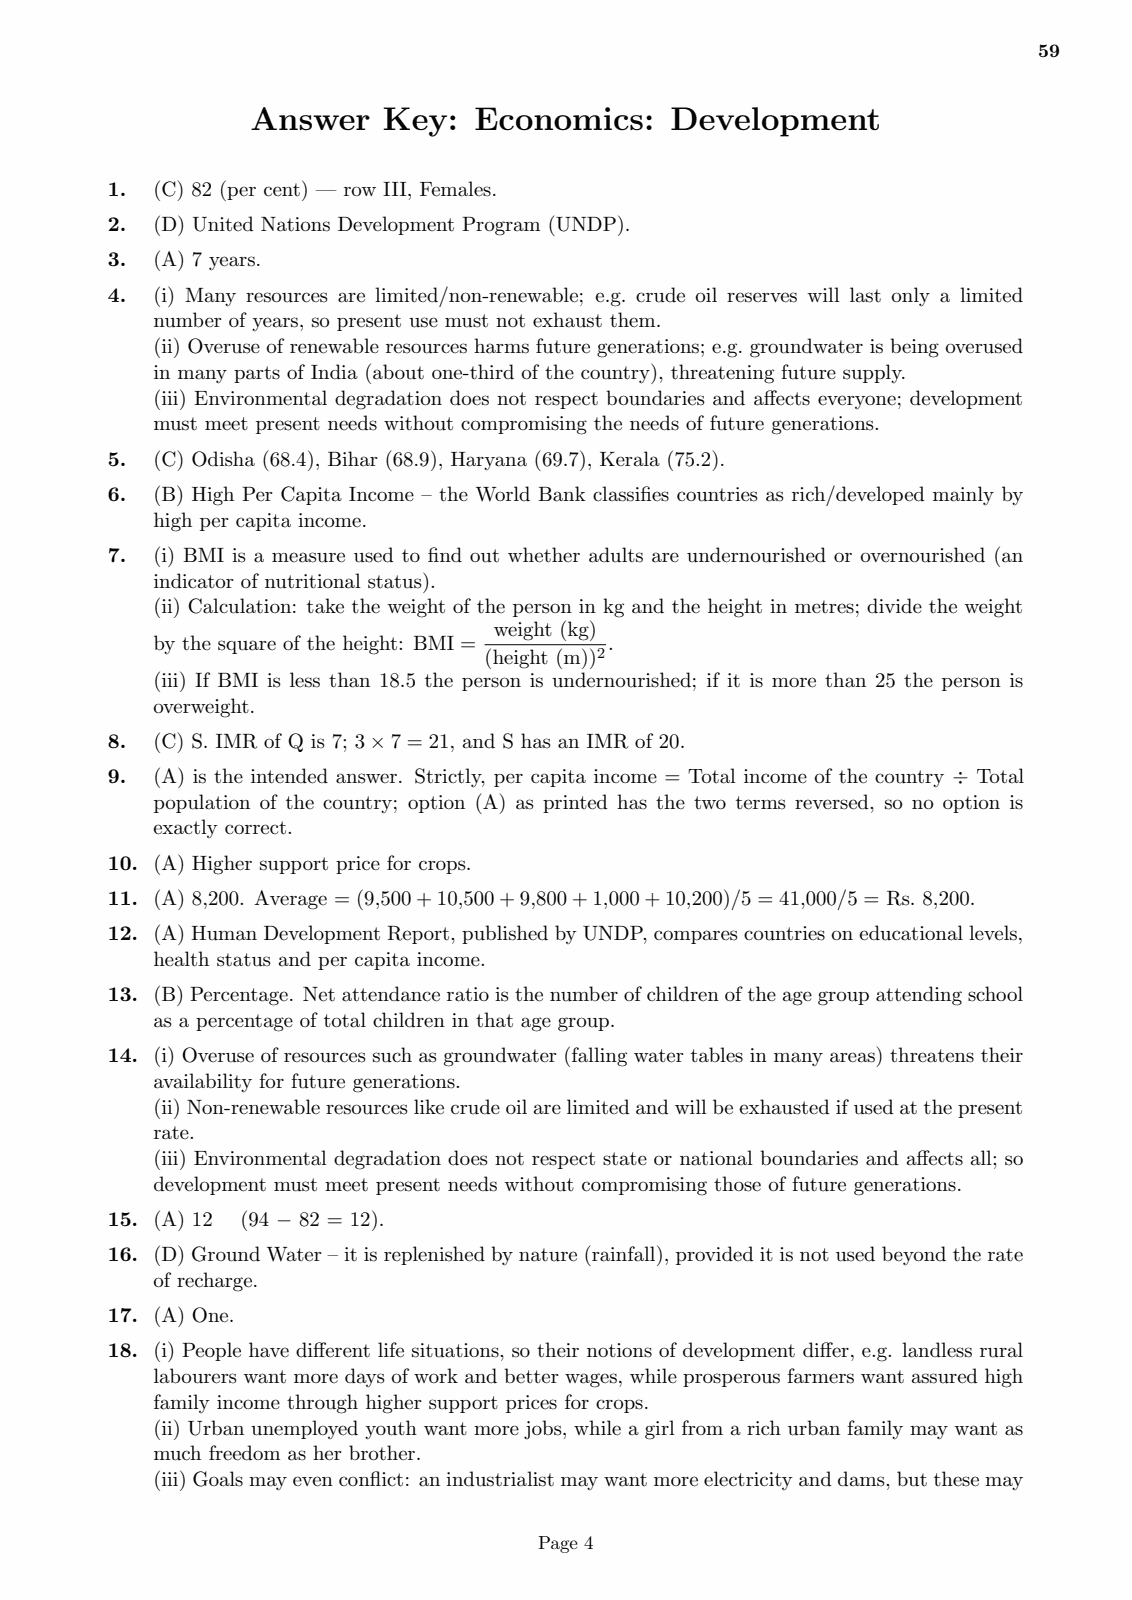 59
Answer Key: Economics: Development
1. (C) 82 (per cent) — row III, Females.
2. (D) United Nations Development Program (UNDP).
3. (A) 7 years.
4. (i) Many resources are limited/non-renewable; e.g. crude oil reserves will last only a limited
number of years, so present use must not exhaust them.
(ii) Overuse of renewable resources harms future generations; e.g. groundwater is being overused
in many parts of India (about one-third of the country), threatening future supply.
(iii) Environmental degradation does not respect boundaries and affects everyone; development
must meet present needs without compromising the needs of future generations.
5. (C) Odisha (68.4), Bihar (68.9), Haryana (69.7), Kerala (75.2).
6. (B) High Per Capita Income – the World Bank classifies countries as rich/developed mainly by
high per capita income.
7. (i) BMI is a measure used to find out whether adults are undernourished or overnourished (an
indicator of nutritional status).
(ii) Calculation: take the weight of the person in kg and the height in metres; divide the weight
by the square of the height: BMI = weight (kg) / (height (m))².
(iii) If BMI is less than 18.5 the person is undernourished; if it is more than 25 the person is
overweight.
8. (C) S. IMR of Q is 7; 3 × 7 = 21, and S has an IMR of 20.
9. (A) is the intended answer. Strictly, per capita income = Total income of the country ÷ Total
population of the country; option (A) as printed has the two terms reversed, so no option is
exactly correct.
10. (A) Higher support price for crops.
11. (A) 8,200. Average = (9,500 + 10,500 + 9,800 + 1,000 + 10,200)/5 = 41,000/5 = Rs. 8,200.
12. (A) Human Development Report, published by UNDP, compares countries on educational levels,
health status and per capita income.
13. (B) Percentage. Net attendance ratio is the number of children of the age group attending school
as a percentage of total children in that age group.
14. (i) Overuse of resources such as groundwater (falling water tables in many areas) threatens their
availability for future generations.
(ii) Non-renewable resources like crude oil are limited and will be exhausted if used at the present
rate.
(iii) Environmental degradation does not respect state or national boundaries and affects all; so
development must meet present needs without compromising those of future generations.
15. (A) 12 (94 − 82 = 12).
16. (D) Ground Water – it is replenished by nature (rainfall), provided it is not used beyond the rate
of recharge.
17. (A) One.
18. (i) People have different life situations, so their notions of development differ, e.g. landless rural
labourers want more days of work and better wages, while prosperous farmers want assured high
family income through higher support prices for crops.
(ii) Urban unemployed youth want more jobs, while a girl from a rich urban family may want as
much freedom as her brother.
(iii) Goals may even conflict: an industrialist may want more electricity and dams, but these may
Page 4